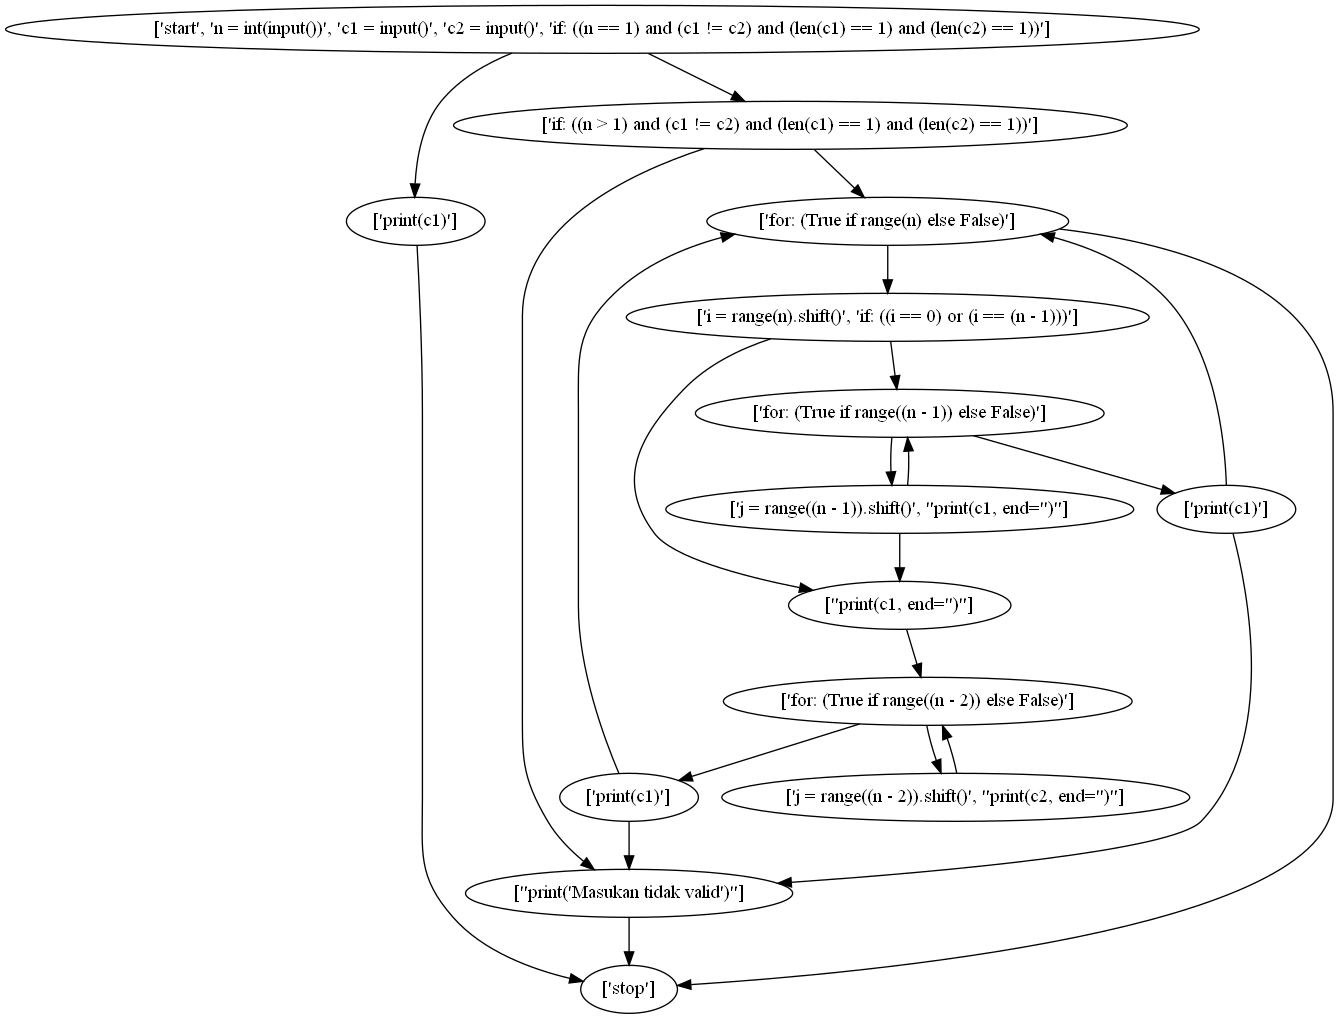 ['start', 'n = int(input())', 'c1 = input()', 'c2 = input()', 'if: ((n == 1) and (c1 != c2) and (len(c1) == 1) and (len(c2) == 1))']
['if: ((n > 1) and (c1 != c2) and (len(c1) == 1) and (len(c2) == 1))']
['print(c1)']
['for: (True if range(n) else False)']
['i = range(n).shift()', 'if: ((i == 0) or (i == (n - 1)))']
['for: (True if range((n - 1)) else False)']
['j = range((n - 1)).shift()', "print(c1, end='')"]
['print(c1)']
["print(c1, end='')"]
['for: (True if range((n - 2)) else False)']
['print(c1)']
['j = range((n - 2)).shift()', "print(c2, end='')"]
["print('Masukan tidak valid')"]
['stop']